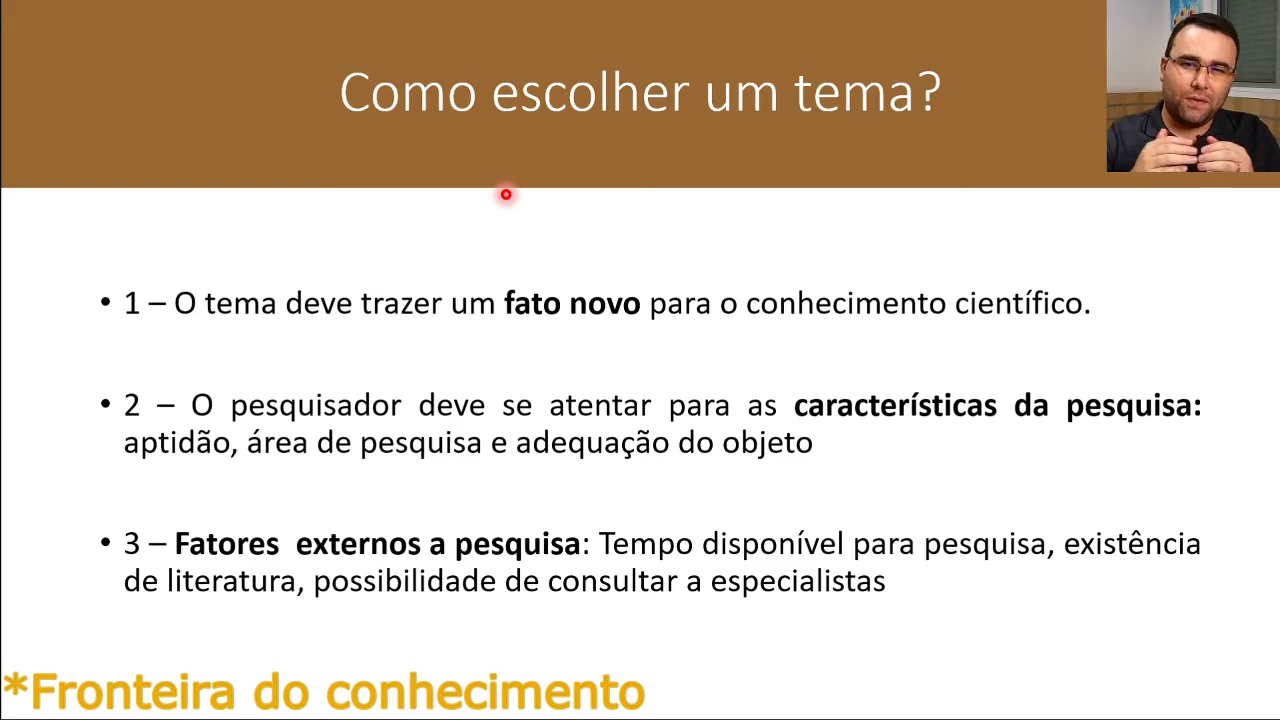 Como escolher um tema?
• 1 – O tema deve trazer um fato novo para o conhecimento científico.
• 2 – O pesquisador deve se atentar para as características da pesquisa:
aptidão, área de pesquisa e adequação do objeto
• 3 – Fatores externos a pesquisa: Tempo disponível para pesquisa, existência
de literatura, possibilidade de consultar a especialistas
*Fronteira do conhecimento